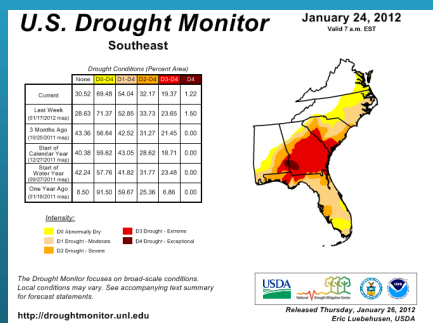 U.S. Drought Monitor
January 24, 2012
Valid 7 a.m. EST
Southeast
Drought Conditions (Percent Area)
None D0-D4 D1-D4 D2-D4 D3-D4 D4
Current 30.52 69.48 54.04 32.17 19.37 1.22
Last Week (01/17/2012 map) 28.63 71.37 52.85 33.73 23.65 1.50
3 Months Ago (10/25/2011 map) 43.36 56.64 42.52 31.27 21.45 0.00
Start of Calendar Year (12/27/2011 map) 40.38 59.62 43.05 28.62 18.71 0.00
Start of Water Year (09/27/2011 map) 42.24 57.76 41.82 31.77 23.48 0.00
One Year Ago (01/18/2011 map) 8.50 91.50 59.67 25.36 6.86 0.00
Intensity:
D0 Abnormally Dry
D1 Drought - Moderate
D2 Drought - Severe
D3 Drought - Extreme
D4 Drought - Exceptional
The Drought Monitor focuses on broad-scale conditions.
Local conditions may vary. See accompanying text summary
for forecast statements.
USDA
National Drought Mitigation Center
http://droughtmonitor.unl.edu
Released Thursday, January 26, 2012
Eric Luebehusen, USDA